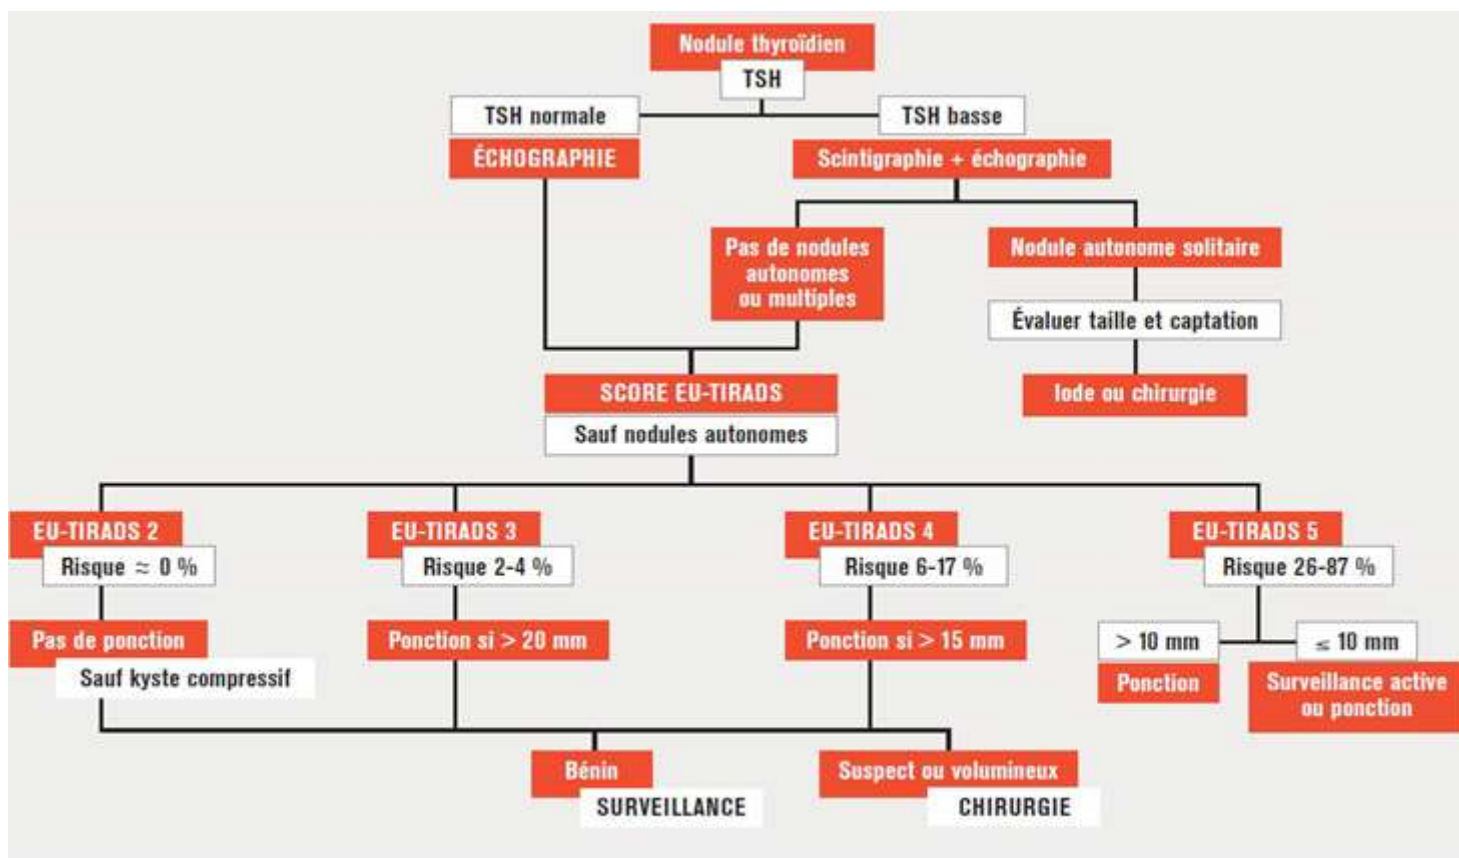 Nodule thyroïdien
TSH
TSH normale
TSH basse
ÉCHOGRAPHIE
Scintigraphie + échographie
Pas de nodules
autonomes
ou multiples
Nodule autonome solitaire
Évaluer taille et captation
Iode ou chirurgie
SCORE EU-TIRADS
Sauf nodules autonomes
EU-TIRADS 2
Risque ≈ 0 %
EU-TIRADS 3
Risque 2-4 %
EU-TIRADS 4
Risque 6-17 %
EU-TIRADS 5
Risque 26-87 %
Pas de ponction
Sauf kyste compressif
Ponction si > 20 mm
Ponction si > 15 mm
> 10 mm
Ponction
≤ 10 mm
Surveillance active
ou ponction
Bénin
SURVEILLANCE
Suspect ou volumineux
CHIRURGIE